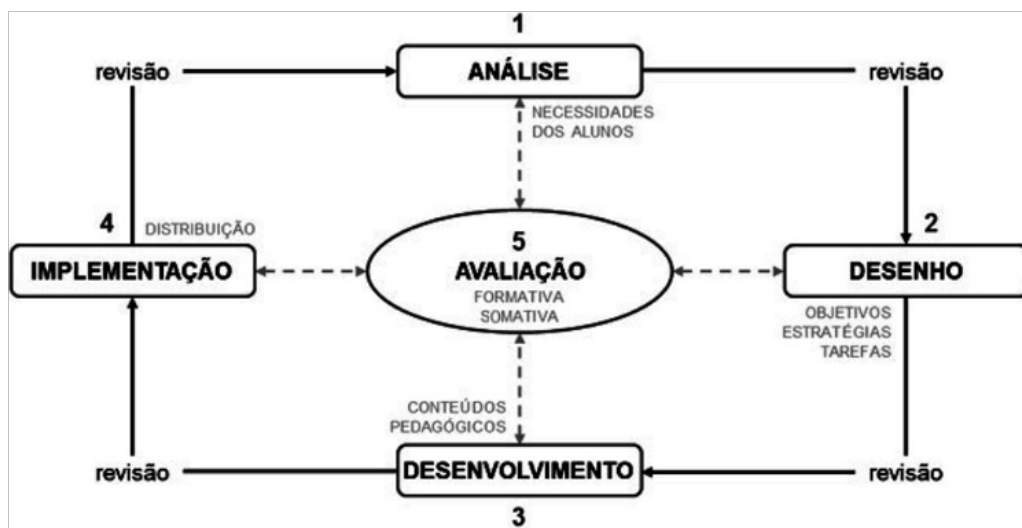 1
revisão
ANÁLISE
revisão
NECESSIDADES
DOS ALUNOS
4
DISTRIBUIÇÃO
IMPLEMENTAÇÃO
5
AVALIAÇÃO
FORMATIVA
SOMATIVA
2
DESENHO
OBJETIVOS
ESTRATÉGIAS
TAREFAS
CONTEÚDOS
PEDAGÓGICOS
revisão
DESENVOLVIMENTO
revisão
3